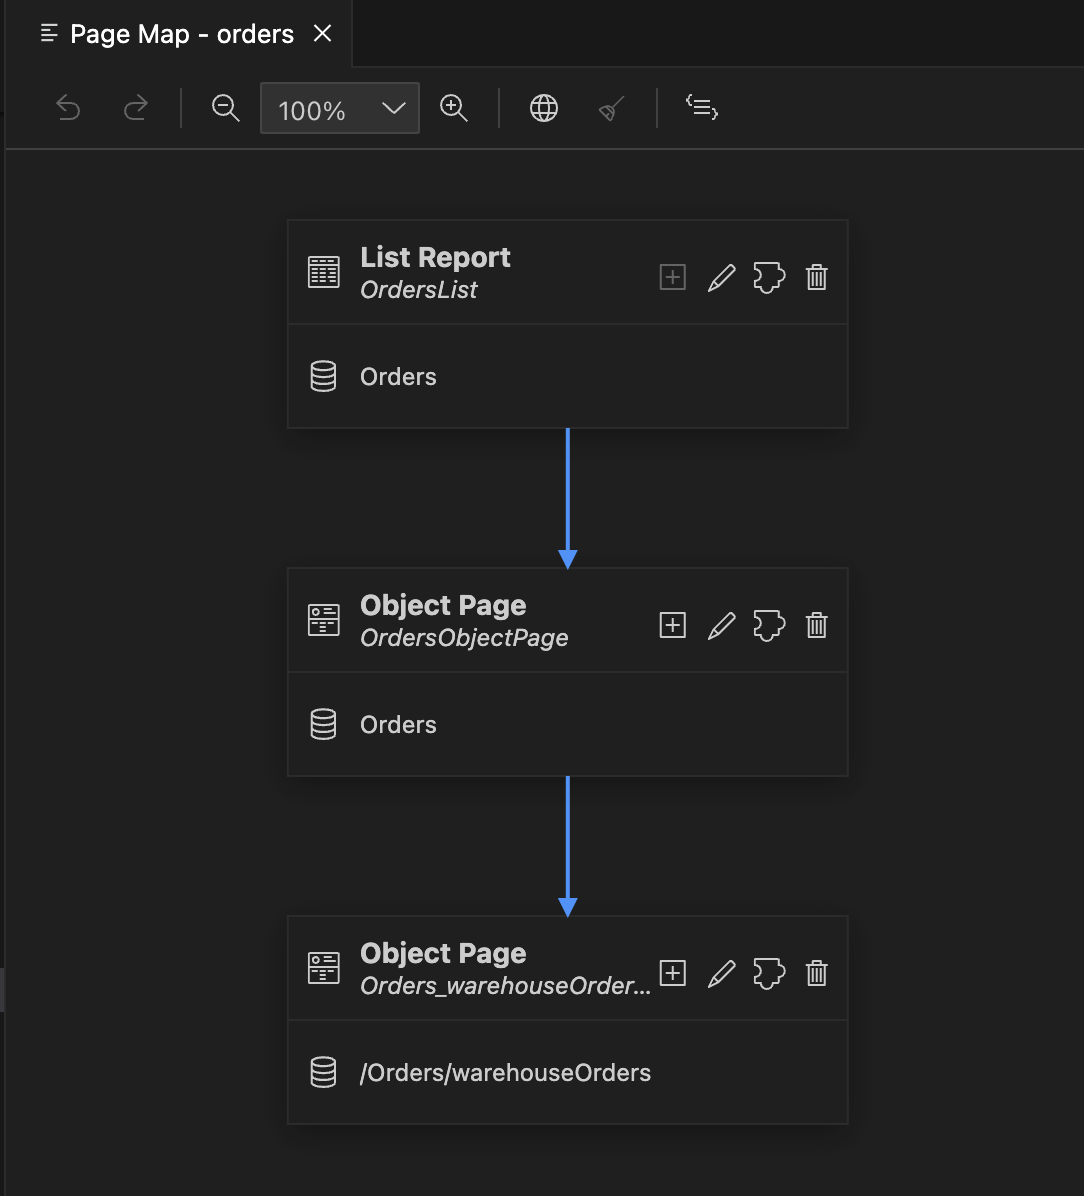 Page Map - orders
100%
List Report
OrdersList
Orders
Object Page
OrdersObjectPage
Orders
Object Page
Orders_warehouseOrder...
/Orders/warehouseOrders